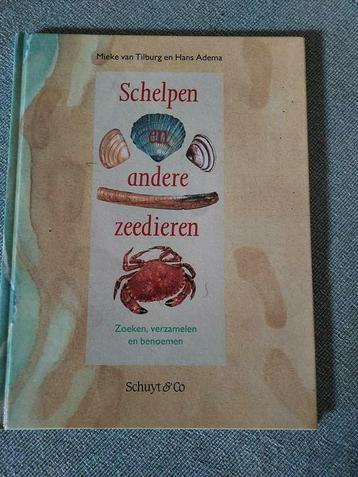 Mieke van Tilburg en Hans Adema
Schelpen
en
andere
zeedieren
Zoeken, verzamelen
en benoemen
Schuyt & Co